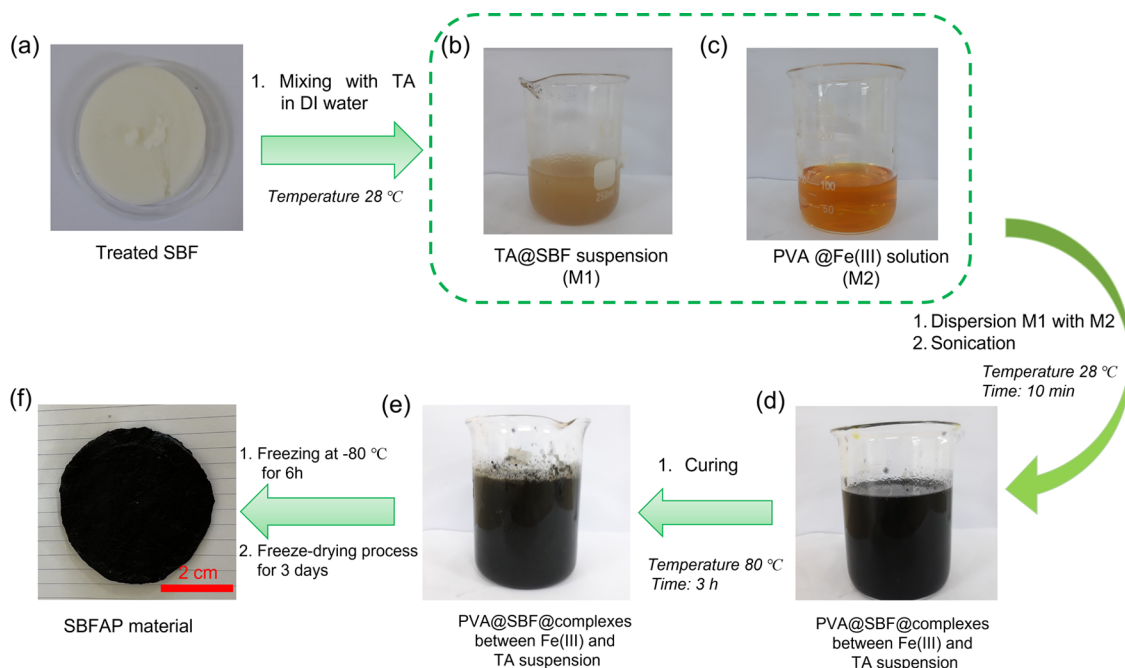 (a)
1. Mixing with TA
in DI water
Temperature 28 ℃
Treated SBF
(b)
TA@SBF suspension
(M1)
(c)
100
50
PVA @Fe(III) solution
(M2)
1. Dispersion M1 with M2
2. Sonication
Temperature 28 ℃
Time: 10 min
(d)
PVA@SBF@complexes
between Fe(III) and
TA suspension
1. Curing
Temperature 80 ℃
Time: 3 h
(e)
PVA@SBF@complexes
between Fe(III) and
TA suspension
1. Freezing at -80 ℃
for 6h
2. Freeze-drying process
for 3 days
(f)
2 cm
SBFAP material